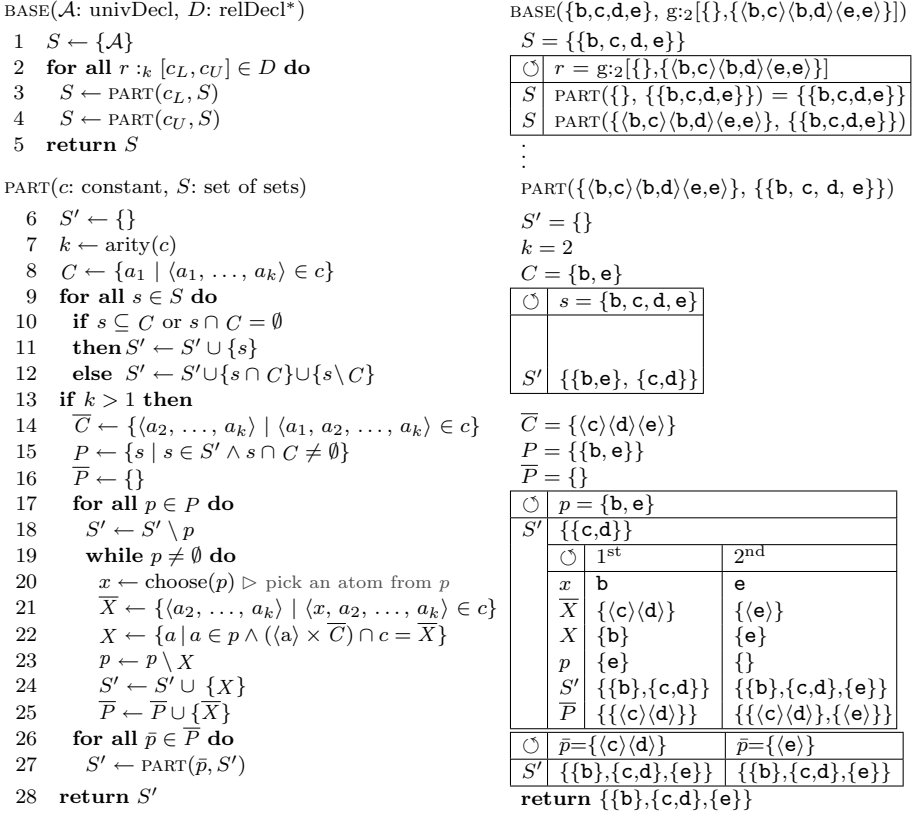 BASE(𝒜: univDecl, D: relDecl*)
1 S ← {𝒜}
2 for all r :ₖ [c_L, c_U] ∈ D do
3 S ← PART(c_L, S)
4 S ← PART(c_U, S)
5 return S
PART(c: constant, S: set of sets)
6 S′ ← {}
7 k ← arity(c)
8 C ← {a₁ | ⟨a₁, …, aₖ⟩ ∈ c}
9 for all s ∈ S do
10 if s ⊆ C or s ∩ C = ∅
11 then S′ ← S′ ∪ {s}
12 else S′ ← S′∪{s ∩ C}∪{s\C}
13 if k > 1 then
14 C̅ ← {⟨a₂, …, aₖ⟩ | ⟨a₁, a₂, …, aₖ⟩ ∈ c}
15 P ← {s | s ∈ S′ ∧ s ∩ C ≠ ∅}
16 P̅ ← {}
17 for all p ∈ P do
18 S′ ← S′ \ p
19 while p ≠ ∅ do
20 x ← choose(p) ▷ pick an atom from p
21 X̅ ← {⟨a₂, …, aₖ⟩ | ⟨x, a₂, …, aₖ⟩ ∈ c}
22 X ← {a | a ∈ p ∧ (⟨a⟩ × C̅) ∩ c = X̅}
23 p ← p \ X
24 S′ ← S′ ∪ {X}
25 P̅ ← P̅ ∪ {X̅}
26 for all p̄ ∈ P̅ do
27 S′ ← PART(p̄, S′)
28 return S′
BASE({b,c,d,e}, g:₂[{},{⟨b,c⟩⟨b,d⟩⟨e,e⟩}])
S = {{b, c, d, e}}
↺ r = g:₂[{},{⟨b,c⟩⟨b,d⟩⟨e,e⟩}]
S PART({}, {{b,c,d,e}}) = {{b,c,d,e}}
S PART({⟨b,c⟩⟨b,d⟩⟨e,e⟩}, {{b,c,d,e}})
⋮
PART({⟨b,c⟩⟨b,d⟩⟨e,e⟩}, {{b, c, d, e}})
S′ = {}
k = 2
C = {b, e}
↺ s = {b, c, d, e}
S′ {{b,e}, {c,d}}
C̅ = {⟨c⟩⟨d⟩⟨e⟩}
P = {{b, e}}
P̅ = {}
↺ p = {b, e}
S′ {{c,d}}
↺ 1st 2nd
x b e
X̅ {⟨c⟩⟨d⟩} {⟨e⟩}
X {b} {e}
p {e} {}
S′ {{b},{c,d}} {{b},{c,d},{e}}
P̅ {{⟨c⟩⟨d⟩}} {{⟨c⟩⟨d⟩},{⟨e⟩}}
↺ p̄={⟨c⟩⟨d⟩} p̄={⟨e⟩}
S′ {{b},{c,d},{e}} {{b},{c,d},{e}}
return {{b},{c,d},{e}}